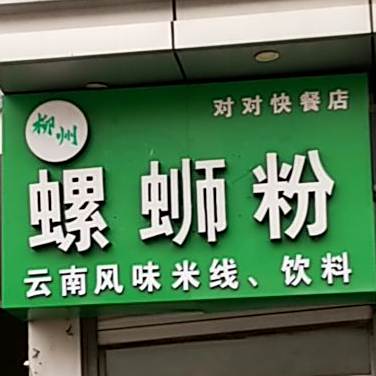 对对快餐店
柳州
螺蛳粉
云南风味米线、饮料